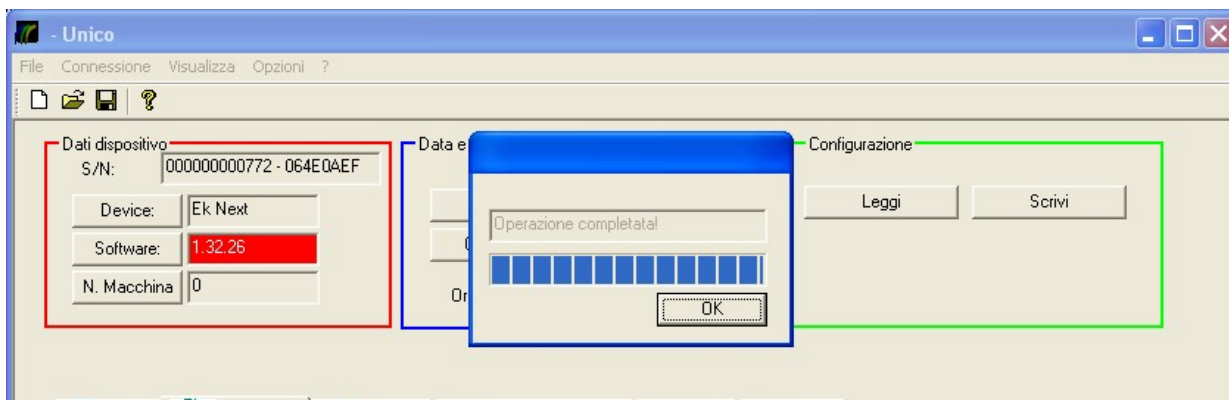 - Unico
File Connessione Visualizza Opzioni ?
Dati dispositivo
S/N: 000000000772 - 064E0AEF
Device: Ek Next
Software: 1.32.26
N. Macchina 0
Data e
Or
Operazione completata!
OK
Configurazione
Leggi Scrivi